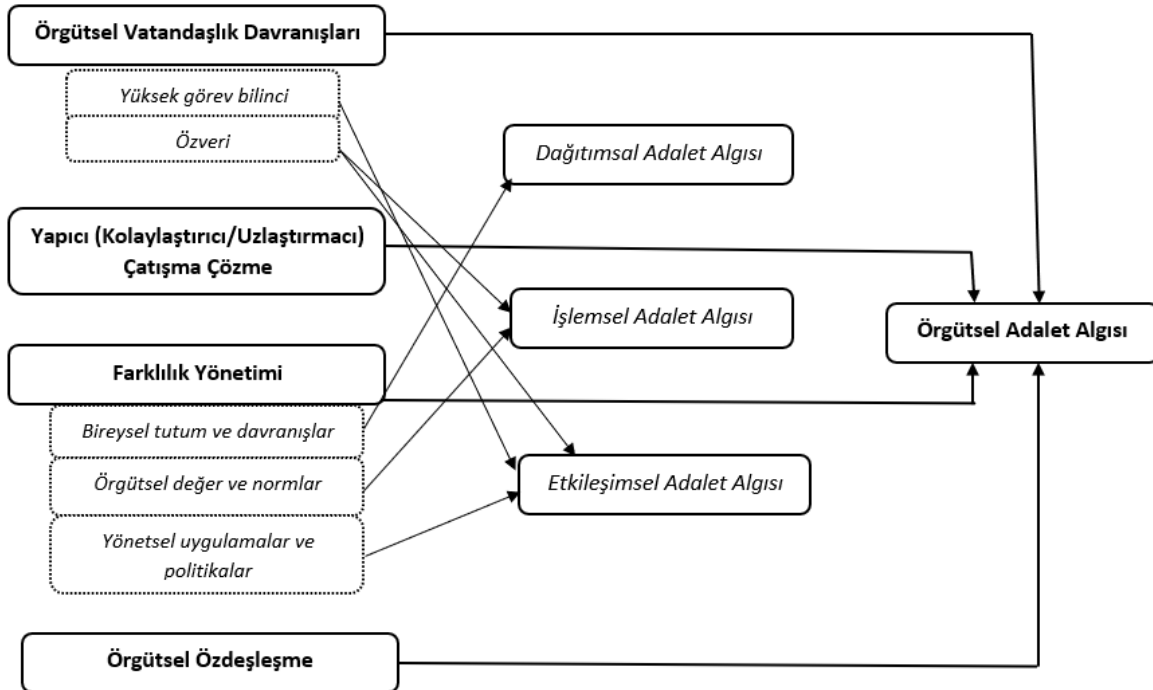 Örgütsel Vatandaşlık Davranışları
Yüksek görev bilinci
Özveri
Dağıtımsal Adalet Algısı
Yapıcı (Kolaylaştırıcı/Uzlaştırmacı)
Çatışma Çözme
İşlemsel Adalet Algısı
Örgütsel Adalet Algısı
Farklılık Yönetimi
Bireysel tutum ve davranışlar
Örgütsel değer ve normlar
Etkileşimsel Adalet Algısı
Yönetsel uygulamalar ve
politikalar
Örgütsel Özdeşleşme